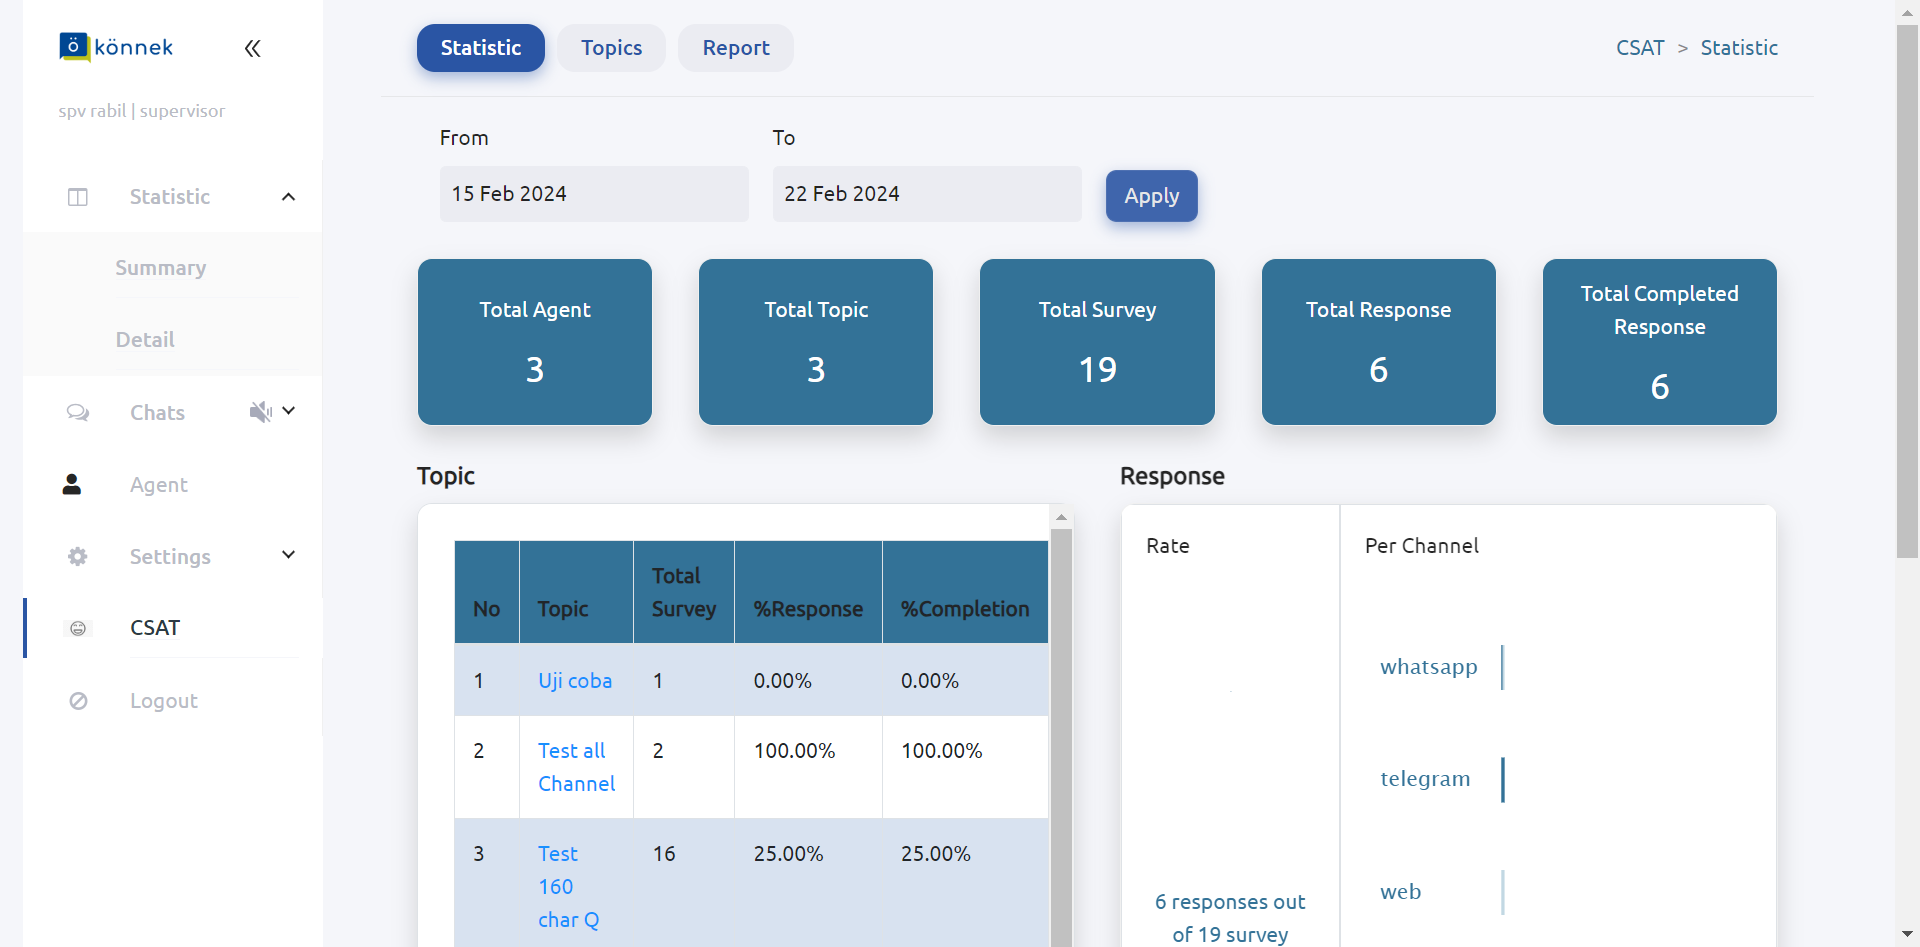 könnek
spv rabil | supervisor
Statistic
Summary
Detail
Chats
Agent
Settings
CSAT
Logout
Statistic
Topics
Report
CSAT > Statistic
From
To
15 Feb 2024
22 Feb 2024
Apply
Total Agent
3
Total Topic
3
Total Survey
19
Total Response
6
Total Completed
Response
6
Topic
No
Topic
Total
Survey
%Response
%Completion
1
Uji coba
1
0.00%
0.00%
2
Test all
Channel
2
100.00%
100.00%
3
Test
160
char Q
16
25.00%
25.00%
Response
Rate
6 responses out
of 19 survey
Per Channel
whatsapp
telegram
web